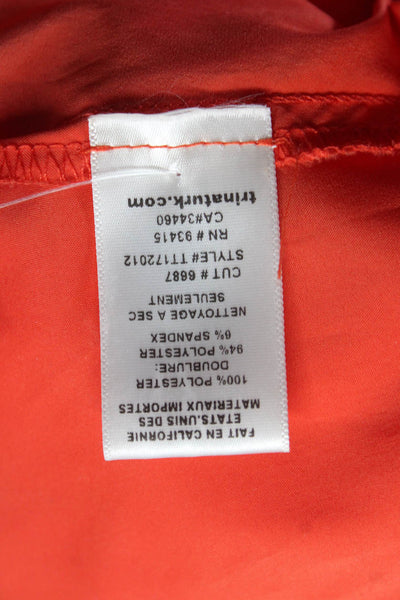 FAIT EN CALIFORNIE
ETATS.UNIS DES
MATERIAUX IMPORTES
100% POLYESTER
DOUBLURE:
94% POLYESTER
6% SPANDEX
NETTOYAGE A SEC
SEULEMENT
CUT # 6687
STYLE# TT172012
RN # 93415
CA#34460
trinaturk.com